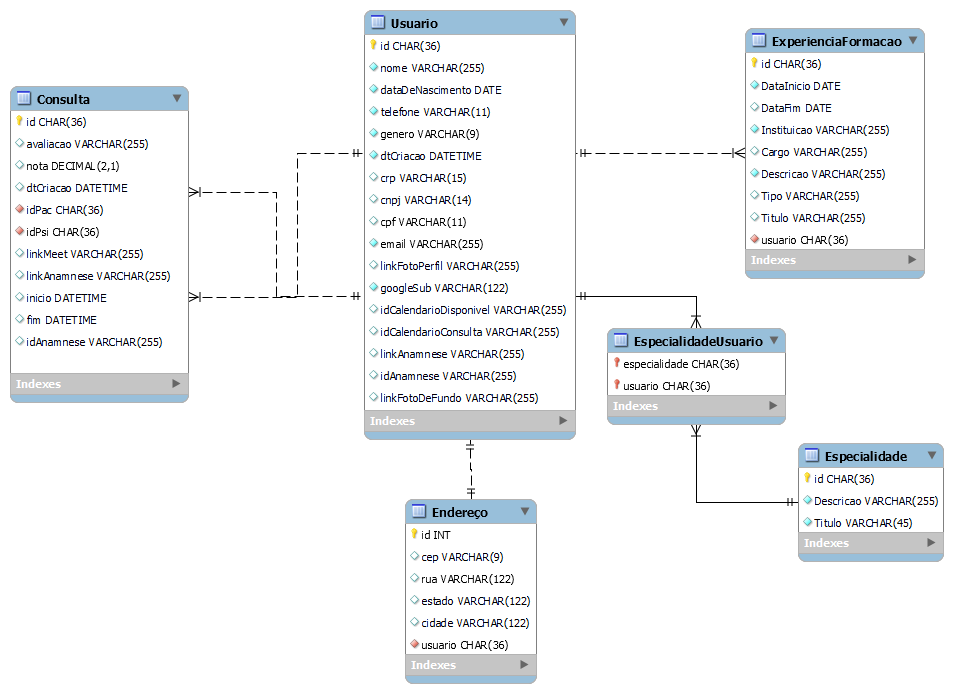 Usuario
id CHAR(36)
nome VARCHAR(255)
dataDeNascimento DATE
telefone VARCHAR(11)
genero VARCHAR(9)
dtCriacao DATETIME
crp VARCHAR(15)
cnpj VARCHAR(14)
cpf VARCHAR(11)
email VARCHAR(255)
linkFotoPerfil VARCHAR(255)
googleSub VARCHAR(122)
idCalendarioDisponivel VARCHAR(255)
idCalendarioConsulta VARCHAR(255)
linkAnamnese VARCHAR(255)
idAnamnese VARCHAR(255)
linkFotoDeFundo VARCHAR(255)
Indexes
ExperienciaFormacao
id CHAR(36)
DataInicio DATE
DataFim DATE
Instituicao VARCHAR(255)
Cargo VARCHAR(255)
Descricao VARCHAR(255)
Tipo VARCHAR(255)
Titulo VARCHAR(255)
usuario CHAR(36)
Indexes
Consulta
id CHAR(36)
avaliacao VARCHAR(255)
nota DECIMAL(2,1)
dtCriacao DATETIME
idPac CHAR(36)
idPsi CHAR(36)
linkMeet VARCHAR(255)
linkAnamnese VARCHAR(255)
inicio DATETIME
fim DATETIME
idAnamnese VARCHAR(255)
Indexes
EspecialidadeUsuario
especialidade CHAR(36)
usuario CHAR(36)
Indexes
Especialidade
id CHAR(36)
Descricao VARCHAR(255)
Titulo VARCHAR(45)
Indexes
Endereço
id INT
cep VARCHAR(9)
rua VARCHAR(122)
estado VARCHAR(122)
cidade VARCHAR(122)
usuario CHAR(36)
Indexes